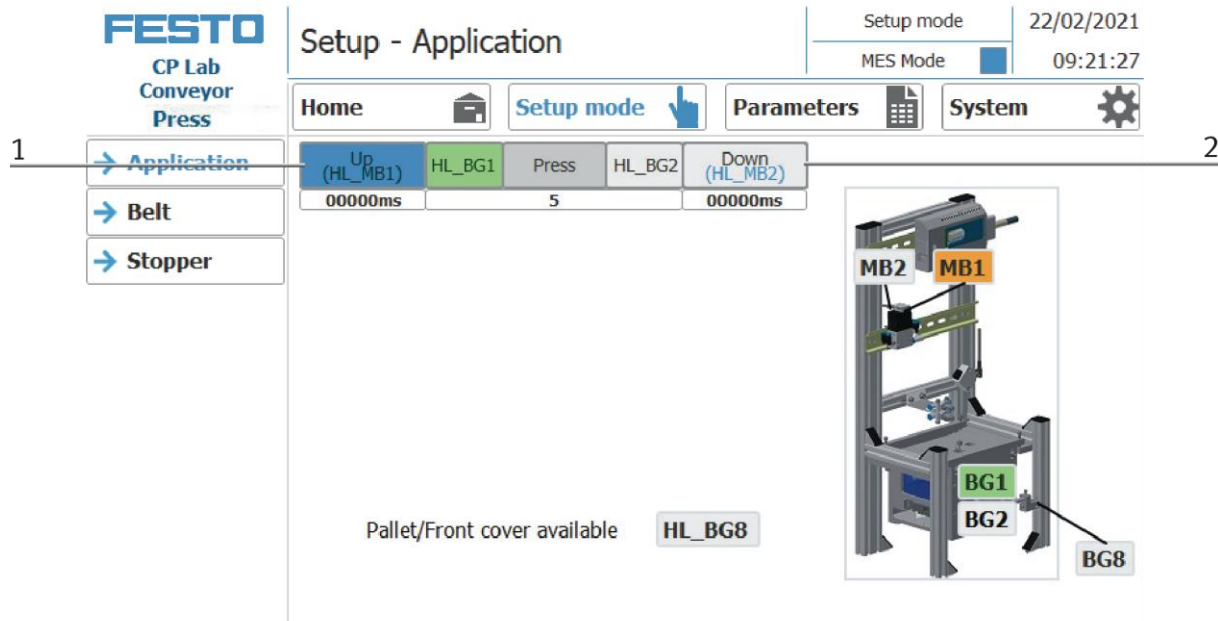 FESTO
CP Lab
Conveyor
Press
Setup - Application
Setup mode
MES Mode
22/02/2021
09:21:27
Home
Setup mode
Parameters
System
1
Application
Belt
Stopper
Up
(HL_MB1)
HL_BG1
Press
HL_BG2
Down
(HL_MB2)
2
00000ms
5
00000ms
MB2
MB1
BG1
BG2
BG8
Pallet/Front cover available
HL_BG8